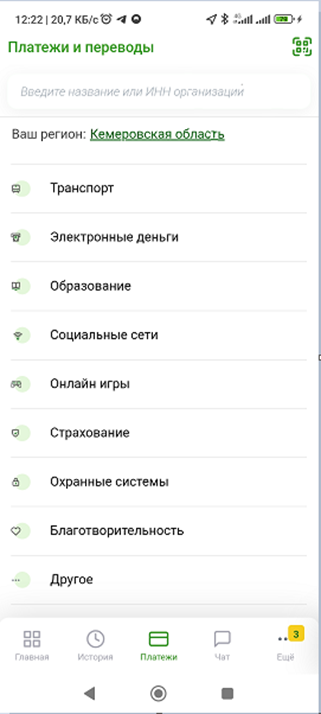 12:22 | 20,7 КБ/с
Платежи и переводы
Введите название или ИНН организации
Ваш регион: Кемеровская область
Транспорт
Электронные деньги
Образование
Социальные сети
Онлайн игры
Страхование
Охранные системы
Благотворительность
Другое
3
Главная История Платежи Чат Ещё